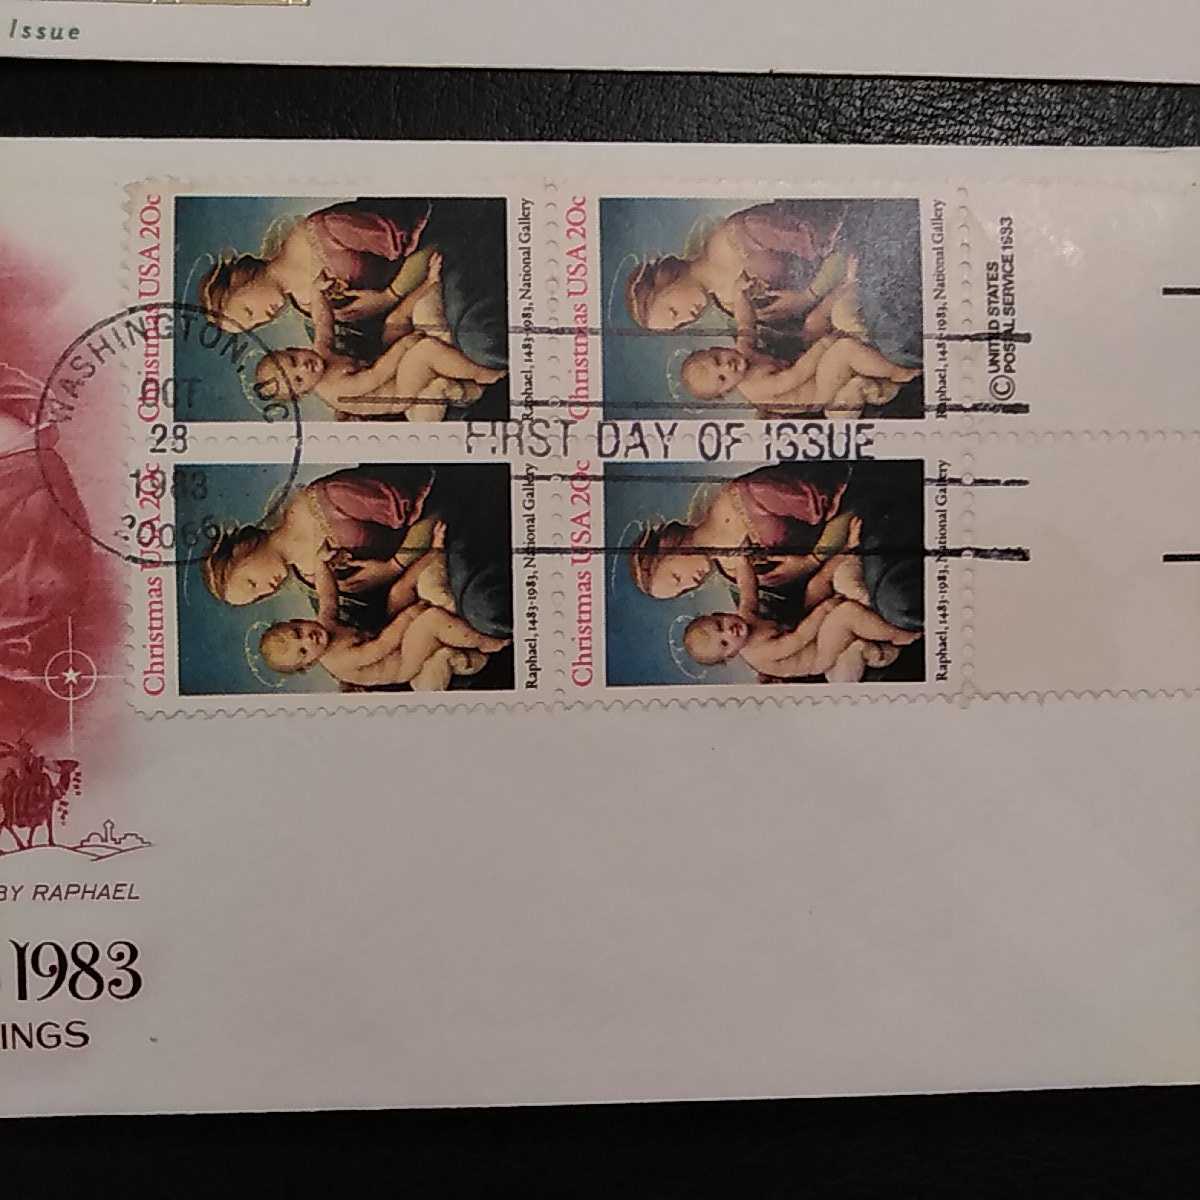 Issue
Christmas USA 20c
Raphael, 1483-1983, National Gallery
Christmas USA 20c
Raphael, 1483-1983, National Gallery
© UNITED STATES
POSTAL SERVICE 1983
WASHINGTON, DC
OCT
28
1983
20066
FIRST DAY OF ISSUE
Christmas USA 20c
Raphael, 1483-1983, National Gallery
Christmas USA 20c
Raphael, 1483-1983, National Gallery
BY RAPHAEL
1983
INGS